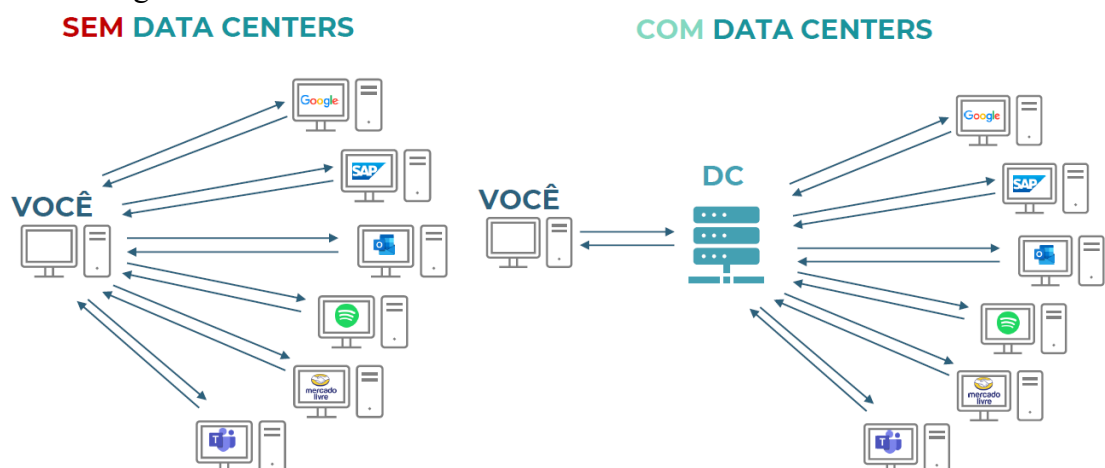 SEM DATA CENTERS
COM DATA CENTERS
Google
SAP
VOCÊ
mercado
livre
T
Google
DC
SAP
VOCÊ
mercado
livre
T